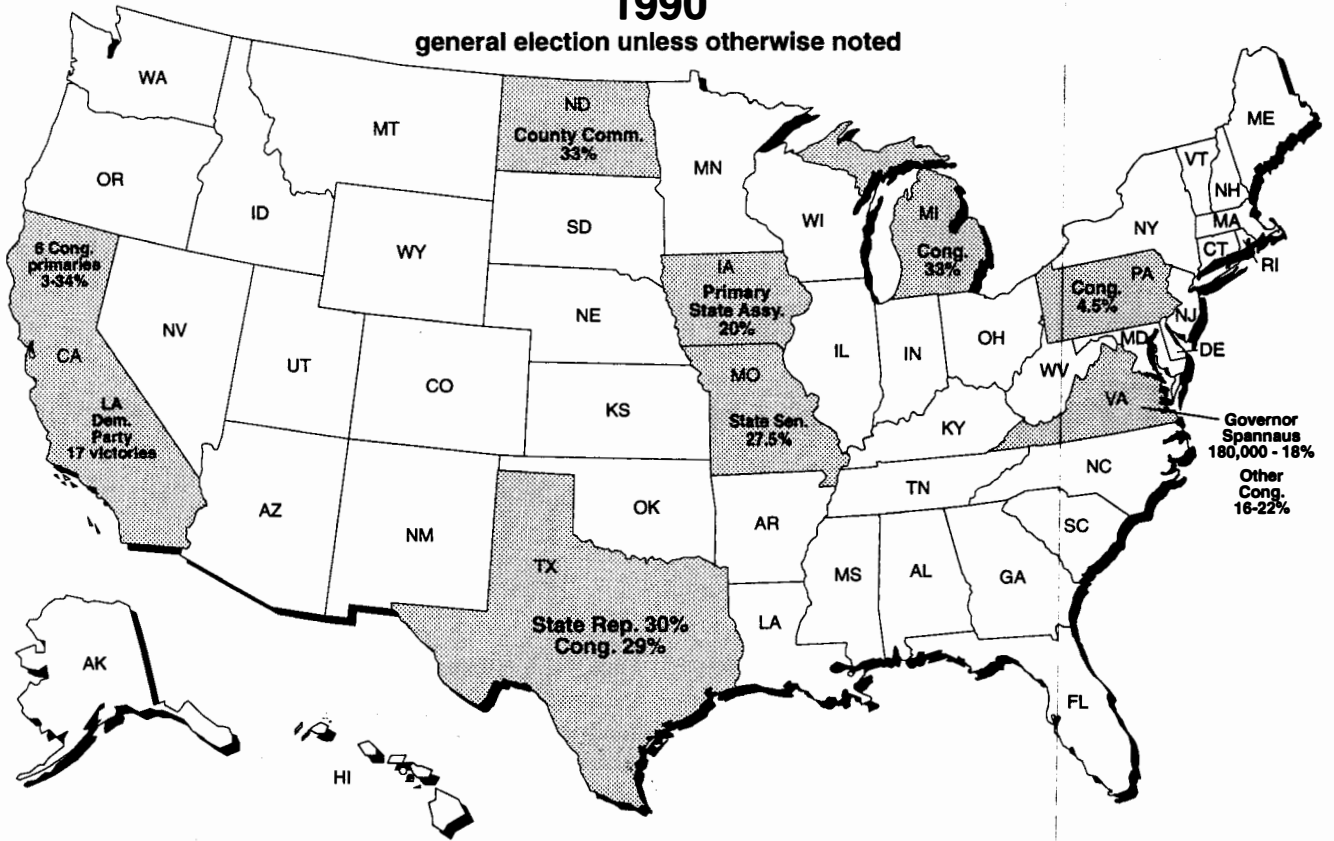 1990
general election unless otherwise noted
WA
OR
ID
MT
ND
County Comm.
33%
MN
SD
WY
NE
IA
Primary
State Assy.
20%
WI
MI
Cong.
33%
ME
VT
NH
NY
MA
CT
RI
PA
Cong.
4.5%
NJ
MD
DE
6 Cong.
primaries
3-34%
CA
LA
Dem.
Party
17 victories
NV
UT
CO
KS
MO
State Sen.
27.5%
IL
IN
OH
WV
VA
Governor
Spannaus
180,000 - 18%
Other
Cong.
16-22%
KY
NC
TN
SC
AZ
NM
OK
AR
TX
State Rep. 30%
Cong. 29%
LA
MS
AL
GA
FL
AK
HI